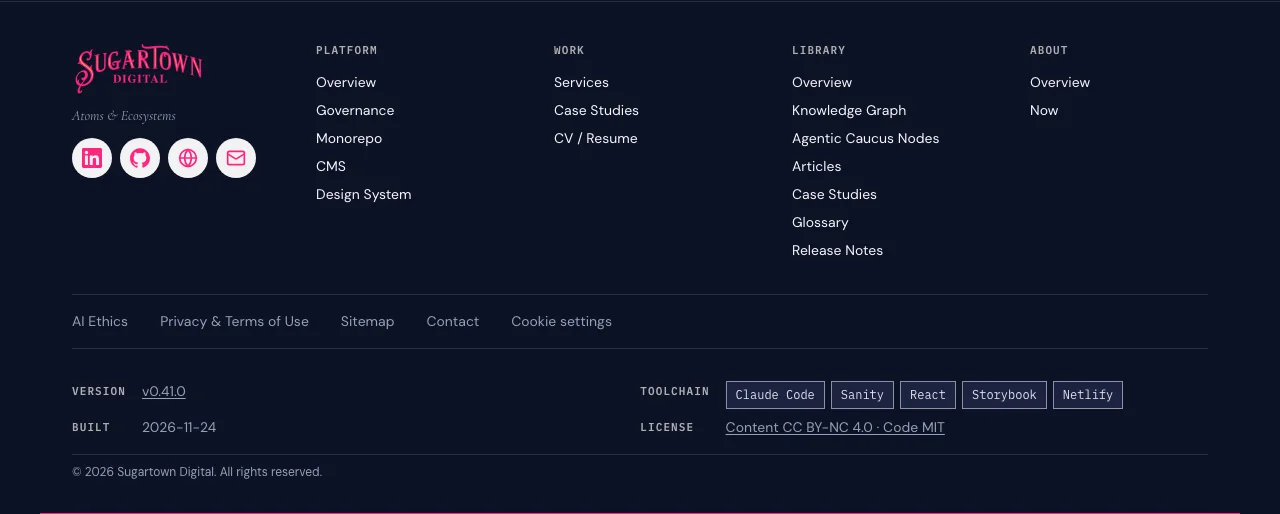 SUGARTOWN
DIGITAL
Atoms & Ecosystems
PLATFORM
Overview
Governance
Monorepo
CMS
Design System
WORK
Services
Case Studies
CV / Resume
LIBRARY
Overview
Knowledge Graph
Agentic Caucus Nodes
Articles
Case Studies
Glossary
Release Notes
ABOUT
Overview
Now
AI Ethics Privacy & Terms of Use Sitemap Contact Cookie settings
VERSION v0.41.0
BUILT 2026-11-24
TOOLCHAIN Claude Code Sanity React Storybook Netlify
LICENSE Content CC BY-NC 4.0 · Code MIT
© 2026 Sugartown Digital. All rights reserved.